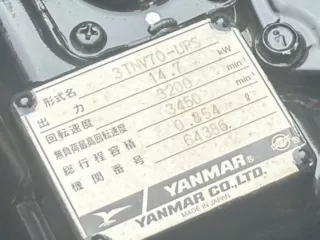 形式名 3TNV70-UPS
出力 14.7 kW
回転速度 3200 min⁻¹
無負荷最高回転速度 3450 min⁻¹
総行程容積 0.854 ℓ
機関番号 64386
YANMAR®
YANMAR CO.,LTD.
MADE IN JAPAN